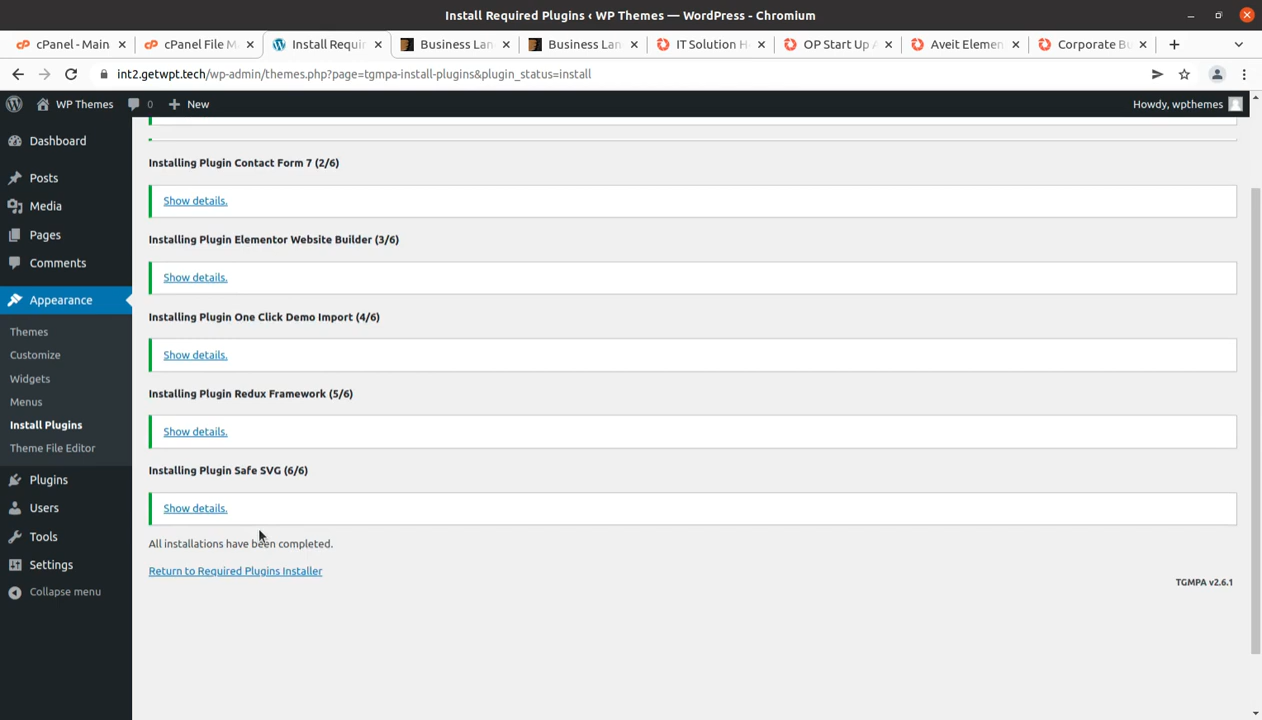 Install Required Plugins ‹ WP Themes — WordPress - Chromium
cPanel - Main
cPanel File M
Install Requir
Business Lan
Business Lan
IT Solution H
OP Start Up A
Aveit Elemen
Corporate Bu
int2.getwpt.tech/wp-admin/themes.php?page=tgmpa-install-plugins&plugin_status=install
WP Themes
0
New
Howdy, wpthemes
Dashboard
Posts
Media
Pages
Comments
Appearance
Themes
Customize
Widgets
Menus
Install Plugins
Theme File Editor
Plugins
Users
Tools
Settings
Collapse menu
Installing Plugin Contact Form 7 (2/6)
Show details.
Installing Plugin Elementor Website Builder (3/6)
Show details.
Installing Plugin One Click Demo Import (4/6)
Show details.
Installing Plugin Redux Framework (5/6)
Show details.
Installing Plugin Safe SVG (6/6)
Show details.
All installations have been completed.
Return to Required Plugins Installer
TGMPA v2.6.1